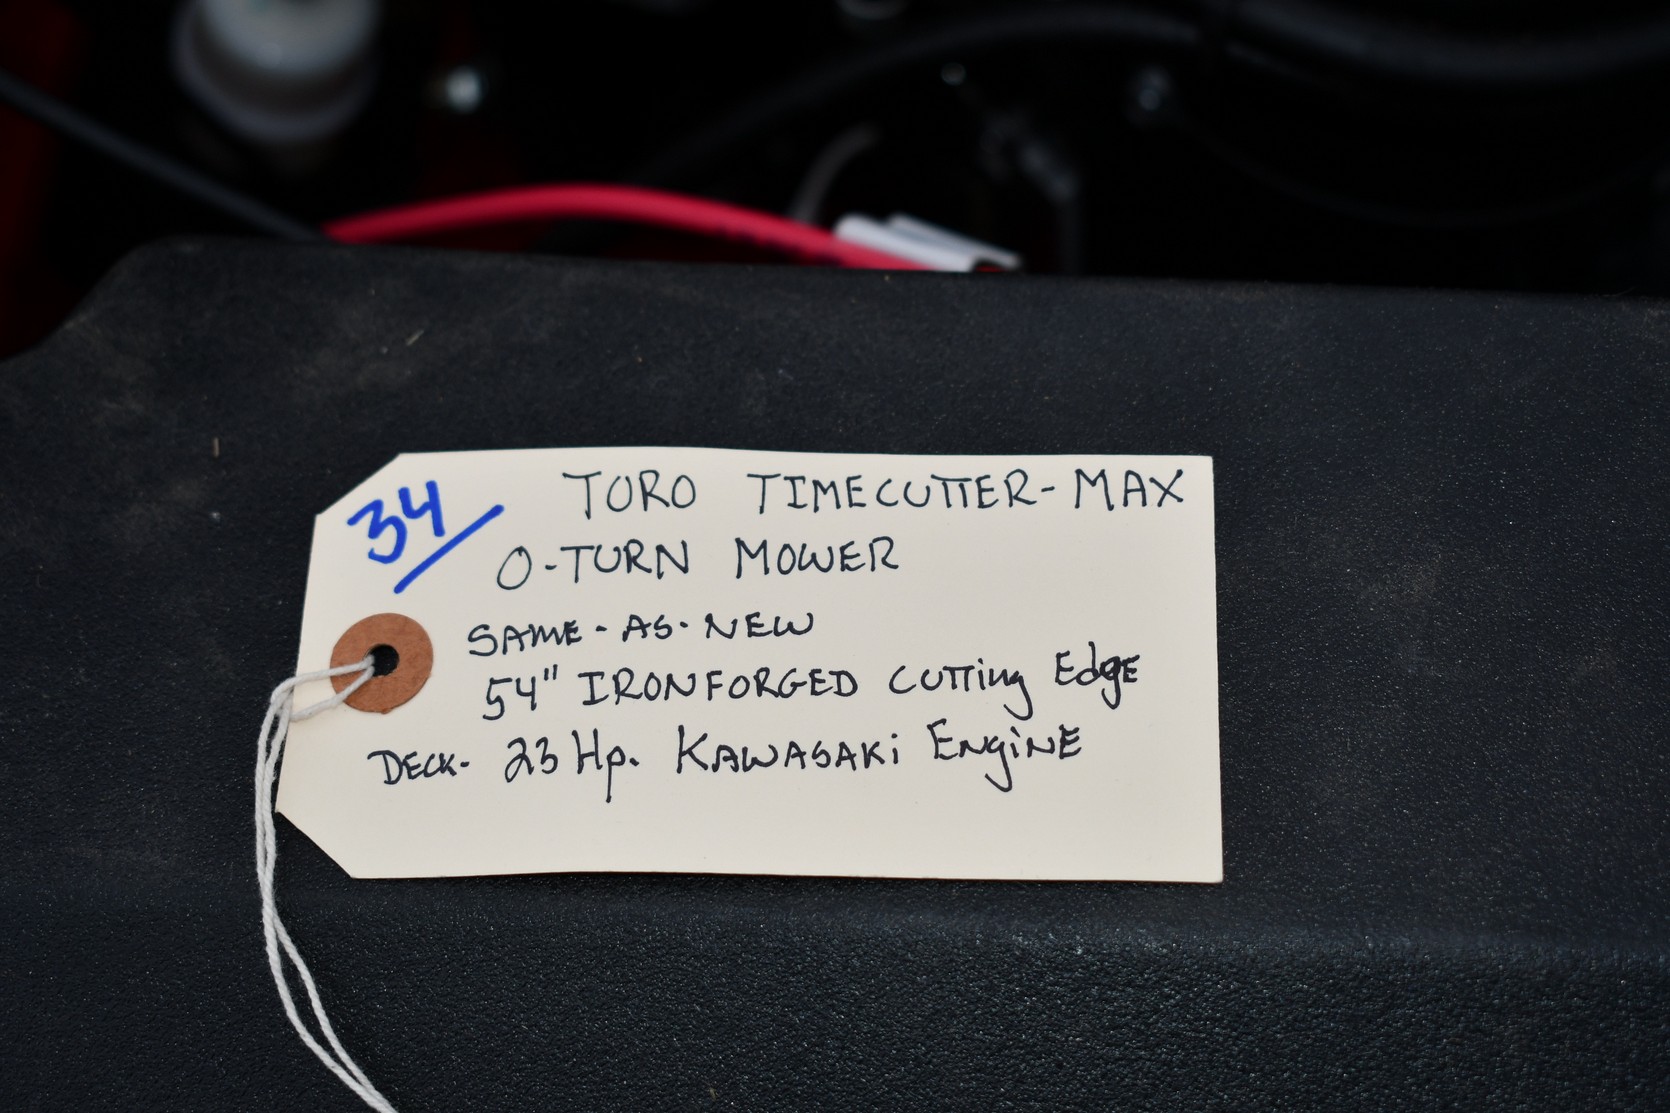 34
TORO TIMECUTTER-MAX
O-TURN MOWER
SAME-AS-NEW
54" IRONFORGED CUTTing EdgE
DECK- 23 Hp. KAWASAKi ENgiNE